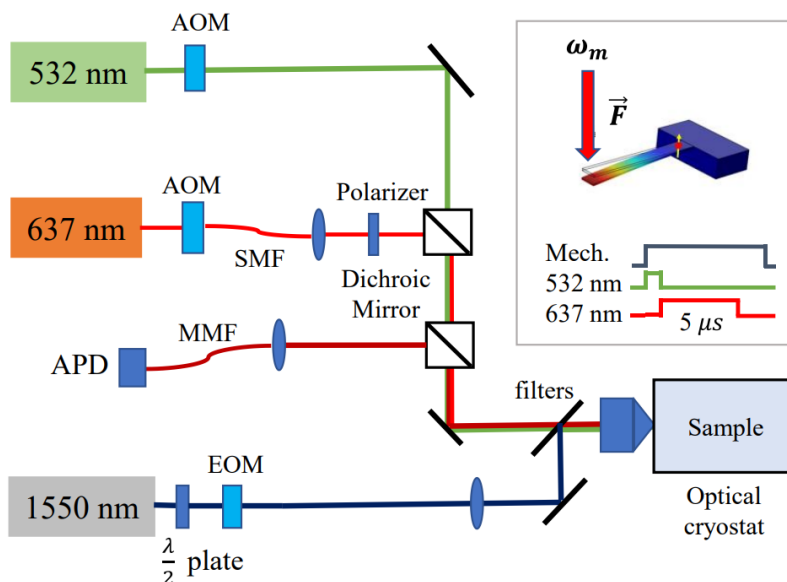 AOM
532 nm
AOM
637 nm
SMF
Polarizer
Dichroic
Mirror
MMF
APD
filters
Sample
Optical
cryostat
EOM
1550 nm
λ/2 plate
ωₘ
F⃗
Mech.
532 nm
637 nm
5 μs